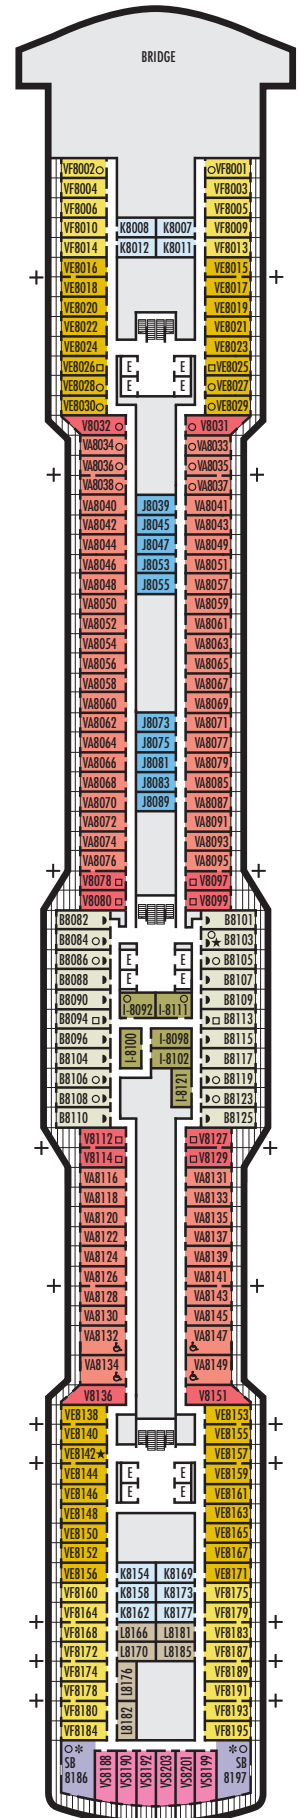 BRIDGE
VF8002 VF8001
VF8004 VF8003
VF8006 VF8005
VF8010 K8008 K8007 VF8009
VF8014 K8012 K8011 VF8013
VE8016 VE8015
VE8018 VE8017
VE8020 VE8019
VE8022 VE8021
VE8024 VE8023
VE8026 E E VE8025
VE8028 E E VE8027
VE8030 VE8029
V8032 V8031
VA8034 VA8033
VA8036 VA8035
VA8038 VA8037
VA8040 J8039 VA8041
VA8042 J8045 VA8043
VA8044 J8047 VA8049
VA8046 J8053 VA8051
VA8048 J8055 VA8057
VA8050 VA8059
VA8052 VA8061
VA8054 VA8063
VA8056 VA8065
VA8058 VA8067
VA8060 VA8069
VA8062 J8073 VA8071
VA8064 J8075 VA8077
VA8066 J8081 VA8079
VA8068 J8083 VA8085
VA8070 J8089 VA8087
VA8072 VA8091
VA8074 VA8093
VA8076 VA8095
V8078 V8097
V8080 V8099
B8082 B8101
B8084 B8103
B8086 E E B8105
B8088 E E B8107
B8090 I-8092 I-8111 B8109
B8094 B8113
B8096 I-8100 I-8098 B8115
B8104 I-8102 B8117
B8106 I-8121 B8119
B8108 B8123
B8110 B8125
V8112 V8127
V8114 V8129
VA8116 VA8131
VA8118 VA8133
VA8120 VA8135
VA8122 VA8137
VA8124 VA8139
VA8126 VA8141
VA8128 VA8143
VA8130 VA8145
VA8132 VA8147
VA8134 VA8149
V8136 V8151
VE8138 VE8153
VE8140 VE8155
VE8142 VE8157
VE8144 E E VE8159
VE8146 E E VE8161
VE8148 VE8163
VE8150 VE8165
VE8152 VE8167
VE8156 K8154 K8169 VE8171
VF8160 K8158 K8173 VF8175
VF8164 K8162 K8177 VF8179
VF8168 L8166 L8181 VF8183
VF8172 L8170 L8185 VF8187
VF8174 L8176 VF8189
VF8178 VF8191
VF8180 L8182 VF8193
VF8184 VF8195
SB 8186 VS8188 VS8190 VS8192 VS8203 VS8201 VS8199 SB 8197